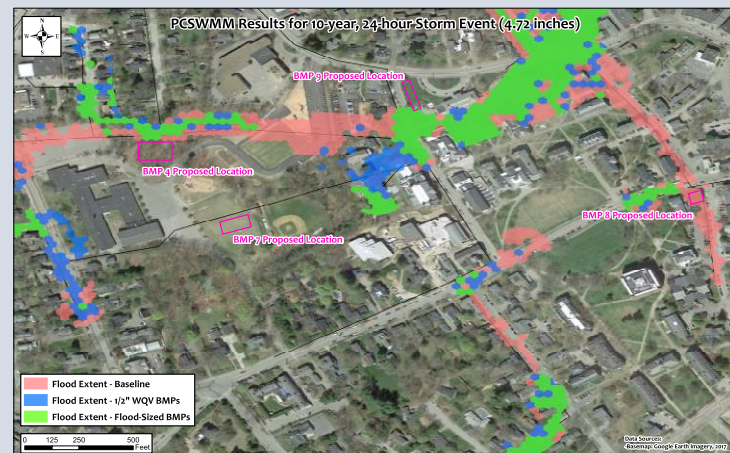 PCSWMM Results for 10-year, 24-hour Storm Event (4.72 inches)
N
W
E
S
BMP 9 Proposed Location
BMP 4 Proposed Location
BMP 8 Proposed Location
BMP 7 Proposed Location
Flood Extent - Baseline
Flood Extent - 1/2" WQV BMPs
Flood Extent - Flood-Sized BMPs
0 125 250 500
Feet
Data Sources:
-Basemap: Google Earth Imagery, 2017